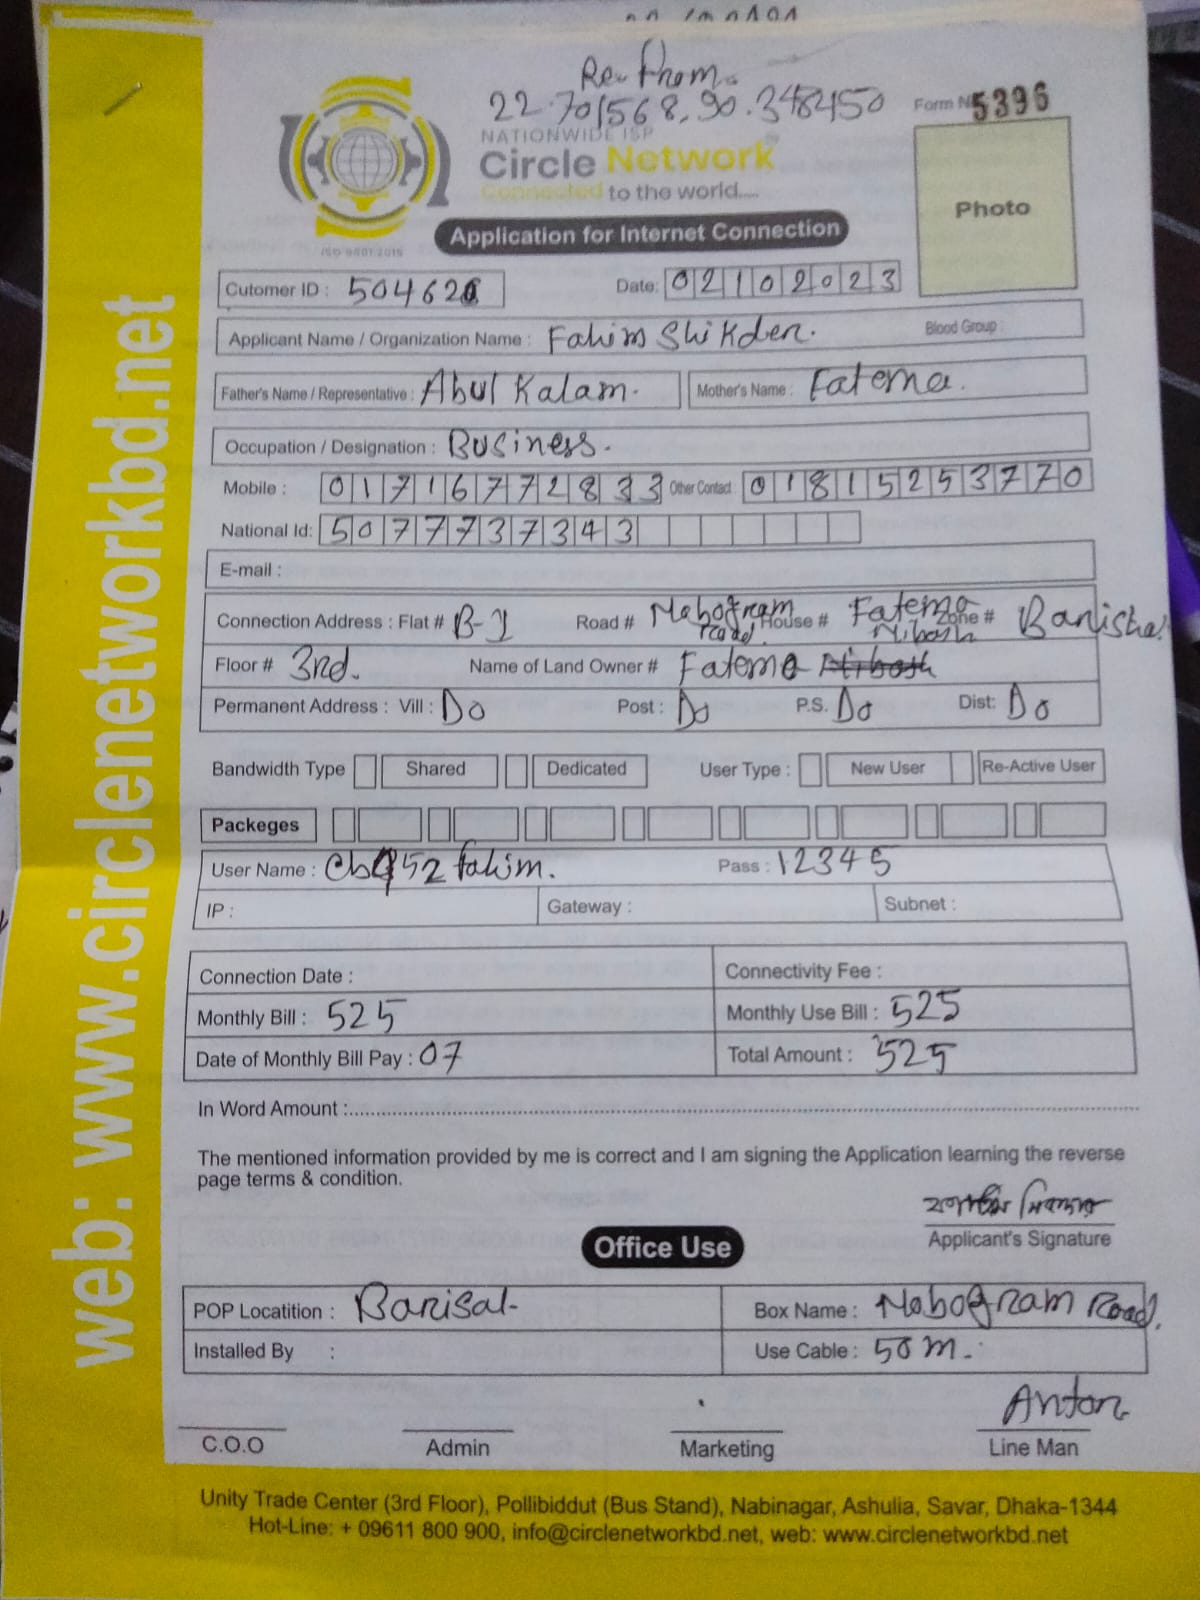 22.701568,90.348450
Form No 5396
NATIONWIDE ISP
Circle Network
Connected to the world.....
ISO 9001:2015
Photo
Application for Internet Connection
Cutomer ID : 504626
Date: 02102023
Applicant Name / Organization Name : Fahim Shikder.
Blood Group :
Father's Name / Representative : Abul Kalam. Mother's Name : Fatema.
Occupation / Designation : Business.
Mobile : 01716772833 Other Contact : 01815253770
National Id: 5077737343
E-mail :
Connection Address : Flat # B-1 Road # Nabogram Road House # Fatema Nibash Zone # Barishal
Floor # 3rd. Name of Land Owner # Fatema
Permanent Address : Vill : Do Post : Do P.S. Do Dist: Do
Bandwidth Type Shared Dedicated User Type : New User Re-Active User
Packeges
User Name : cb952fahim. Pass : 12345
IP : Gateway : Subnet :
Connection Date : Connectivity Fee :
Monthly Bill : 525 Monthly Use Bill : 525
Date of Monthly Bill Pay : 07 Total Amount : 525
In Word Amount :
The mentioned information provided by me is correct and I am signing the Application learning the reverse
page terms & condition.
Applicant's Signature
Office Use
POP Locatition : Barisal- Box Name : Nabogram Road.
Installed By : Use Cable : 50m.
Anton
C.O.O Admin Marketing Line Man
Unity Trade Center (3rd Floor), Pollibiddut (Bus Stand), Nabinagar, Ashulia, Savar, Dhaka-1344
Hot-Line: + 09611 800 900, info@circlenetworkbd.net, web: www.circlenetworkbd.net
web: www.circlenetworkbd.net